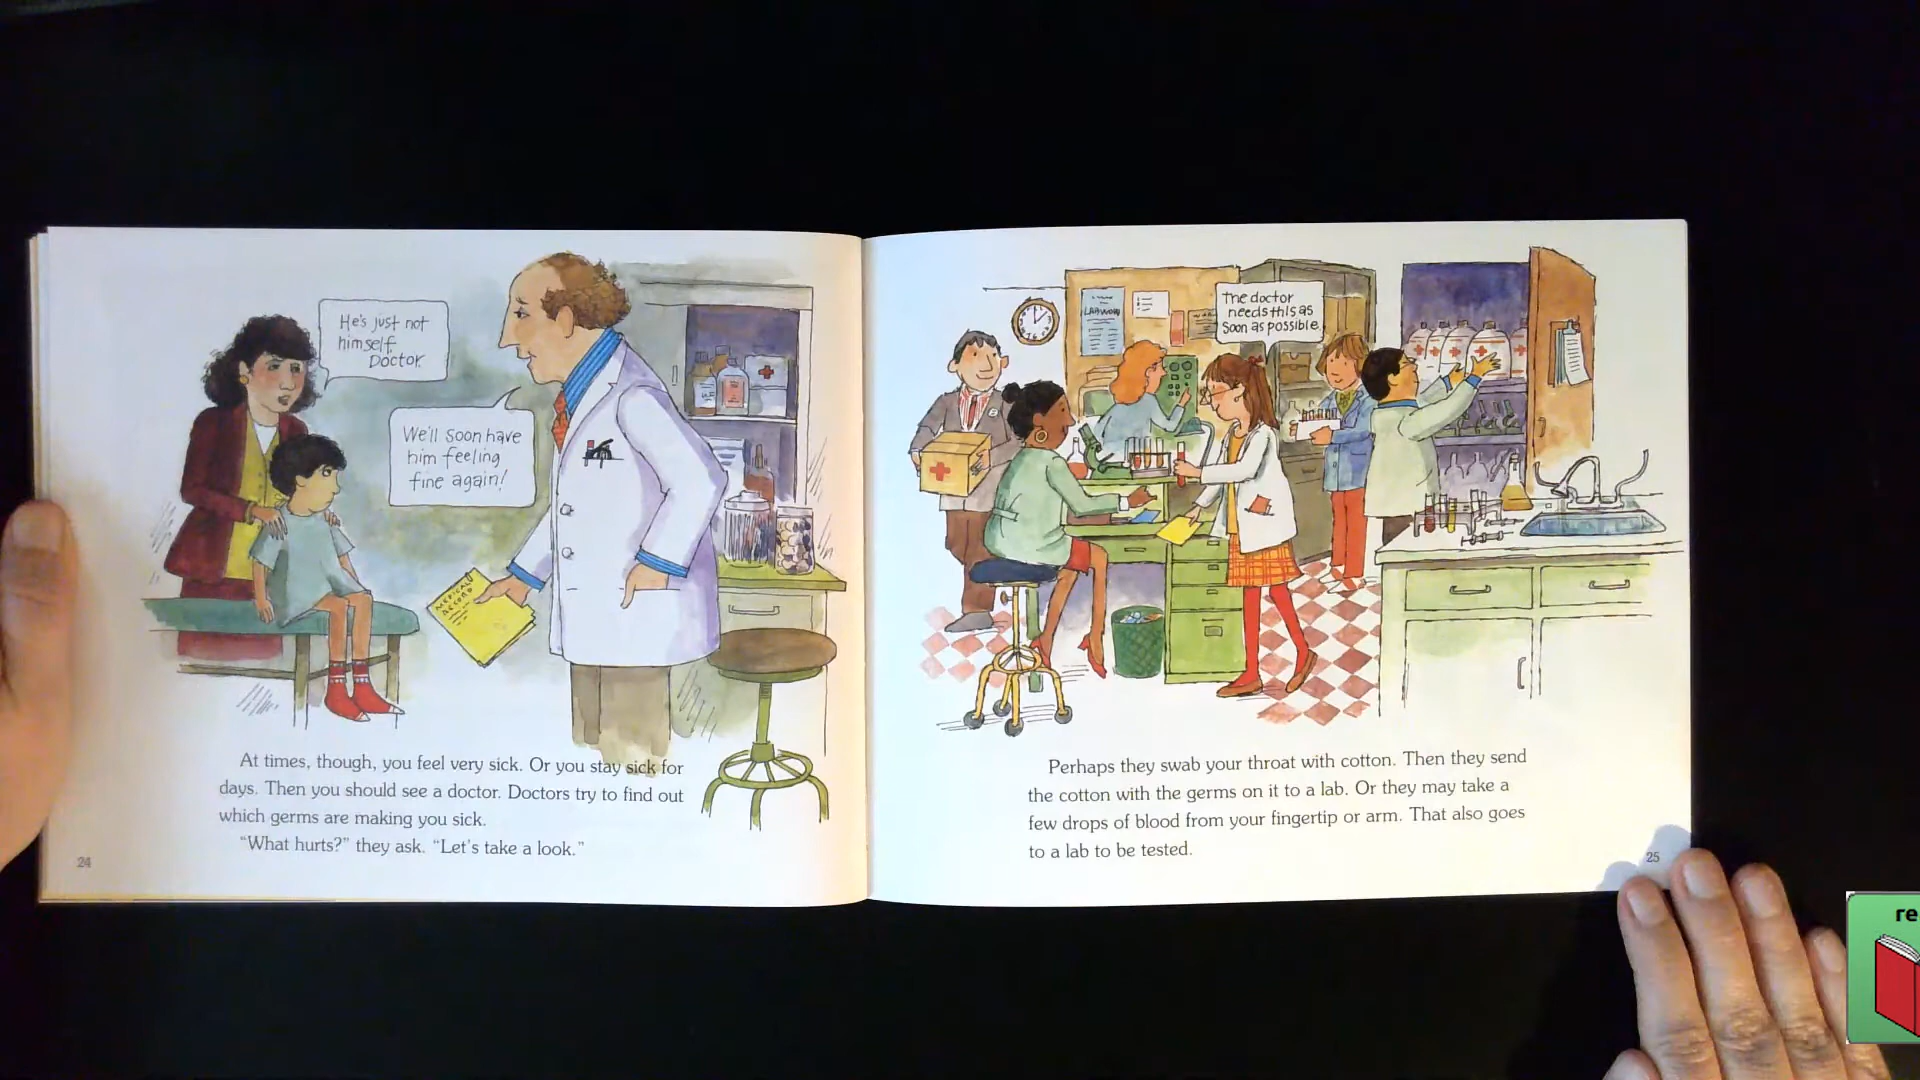 He's just not
himself,
Doctor.
We'll soon have
him feeling
fine again!
MEDICAL
RECORD
At times, though, you feel very sick. Or you stay sick for
days. Then you should see a doctor. Doctors try to find out
which germs are making you sick.
“What hurts?” they ask. “Let's take a look.”
24
LABWORK
The doctor
needs this as
soon as possible.
Perhaps they swab your throat with cotton. Then they send
the cotton with the germs on it to a lab. Or they may take a
few drops of blood from your fingertip or arm. That also goes
to a lab to be tested.
25
re